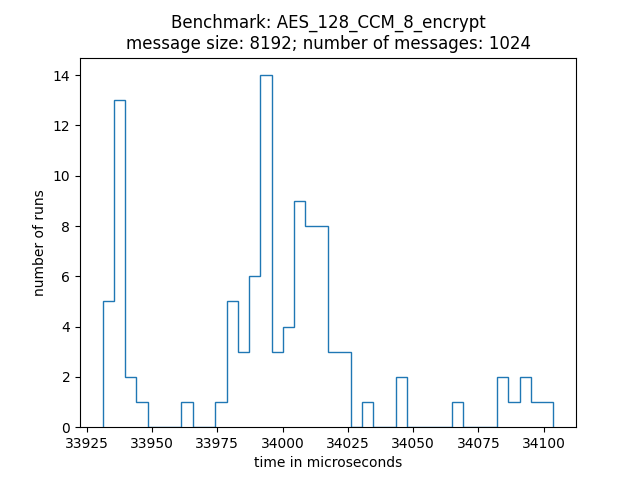 Benchmark: AES_128_CCM_8_encrypt
message size: 8192; number of messages: 1024
14
12
10
8
6
4
2
0
number of runs
33925 33950 33975 34000 34025 34050 34075 34100
time in microseconds